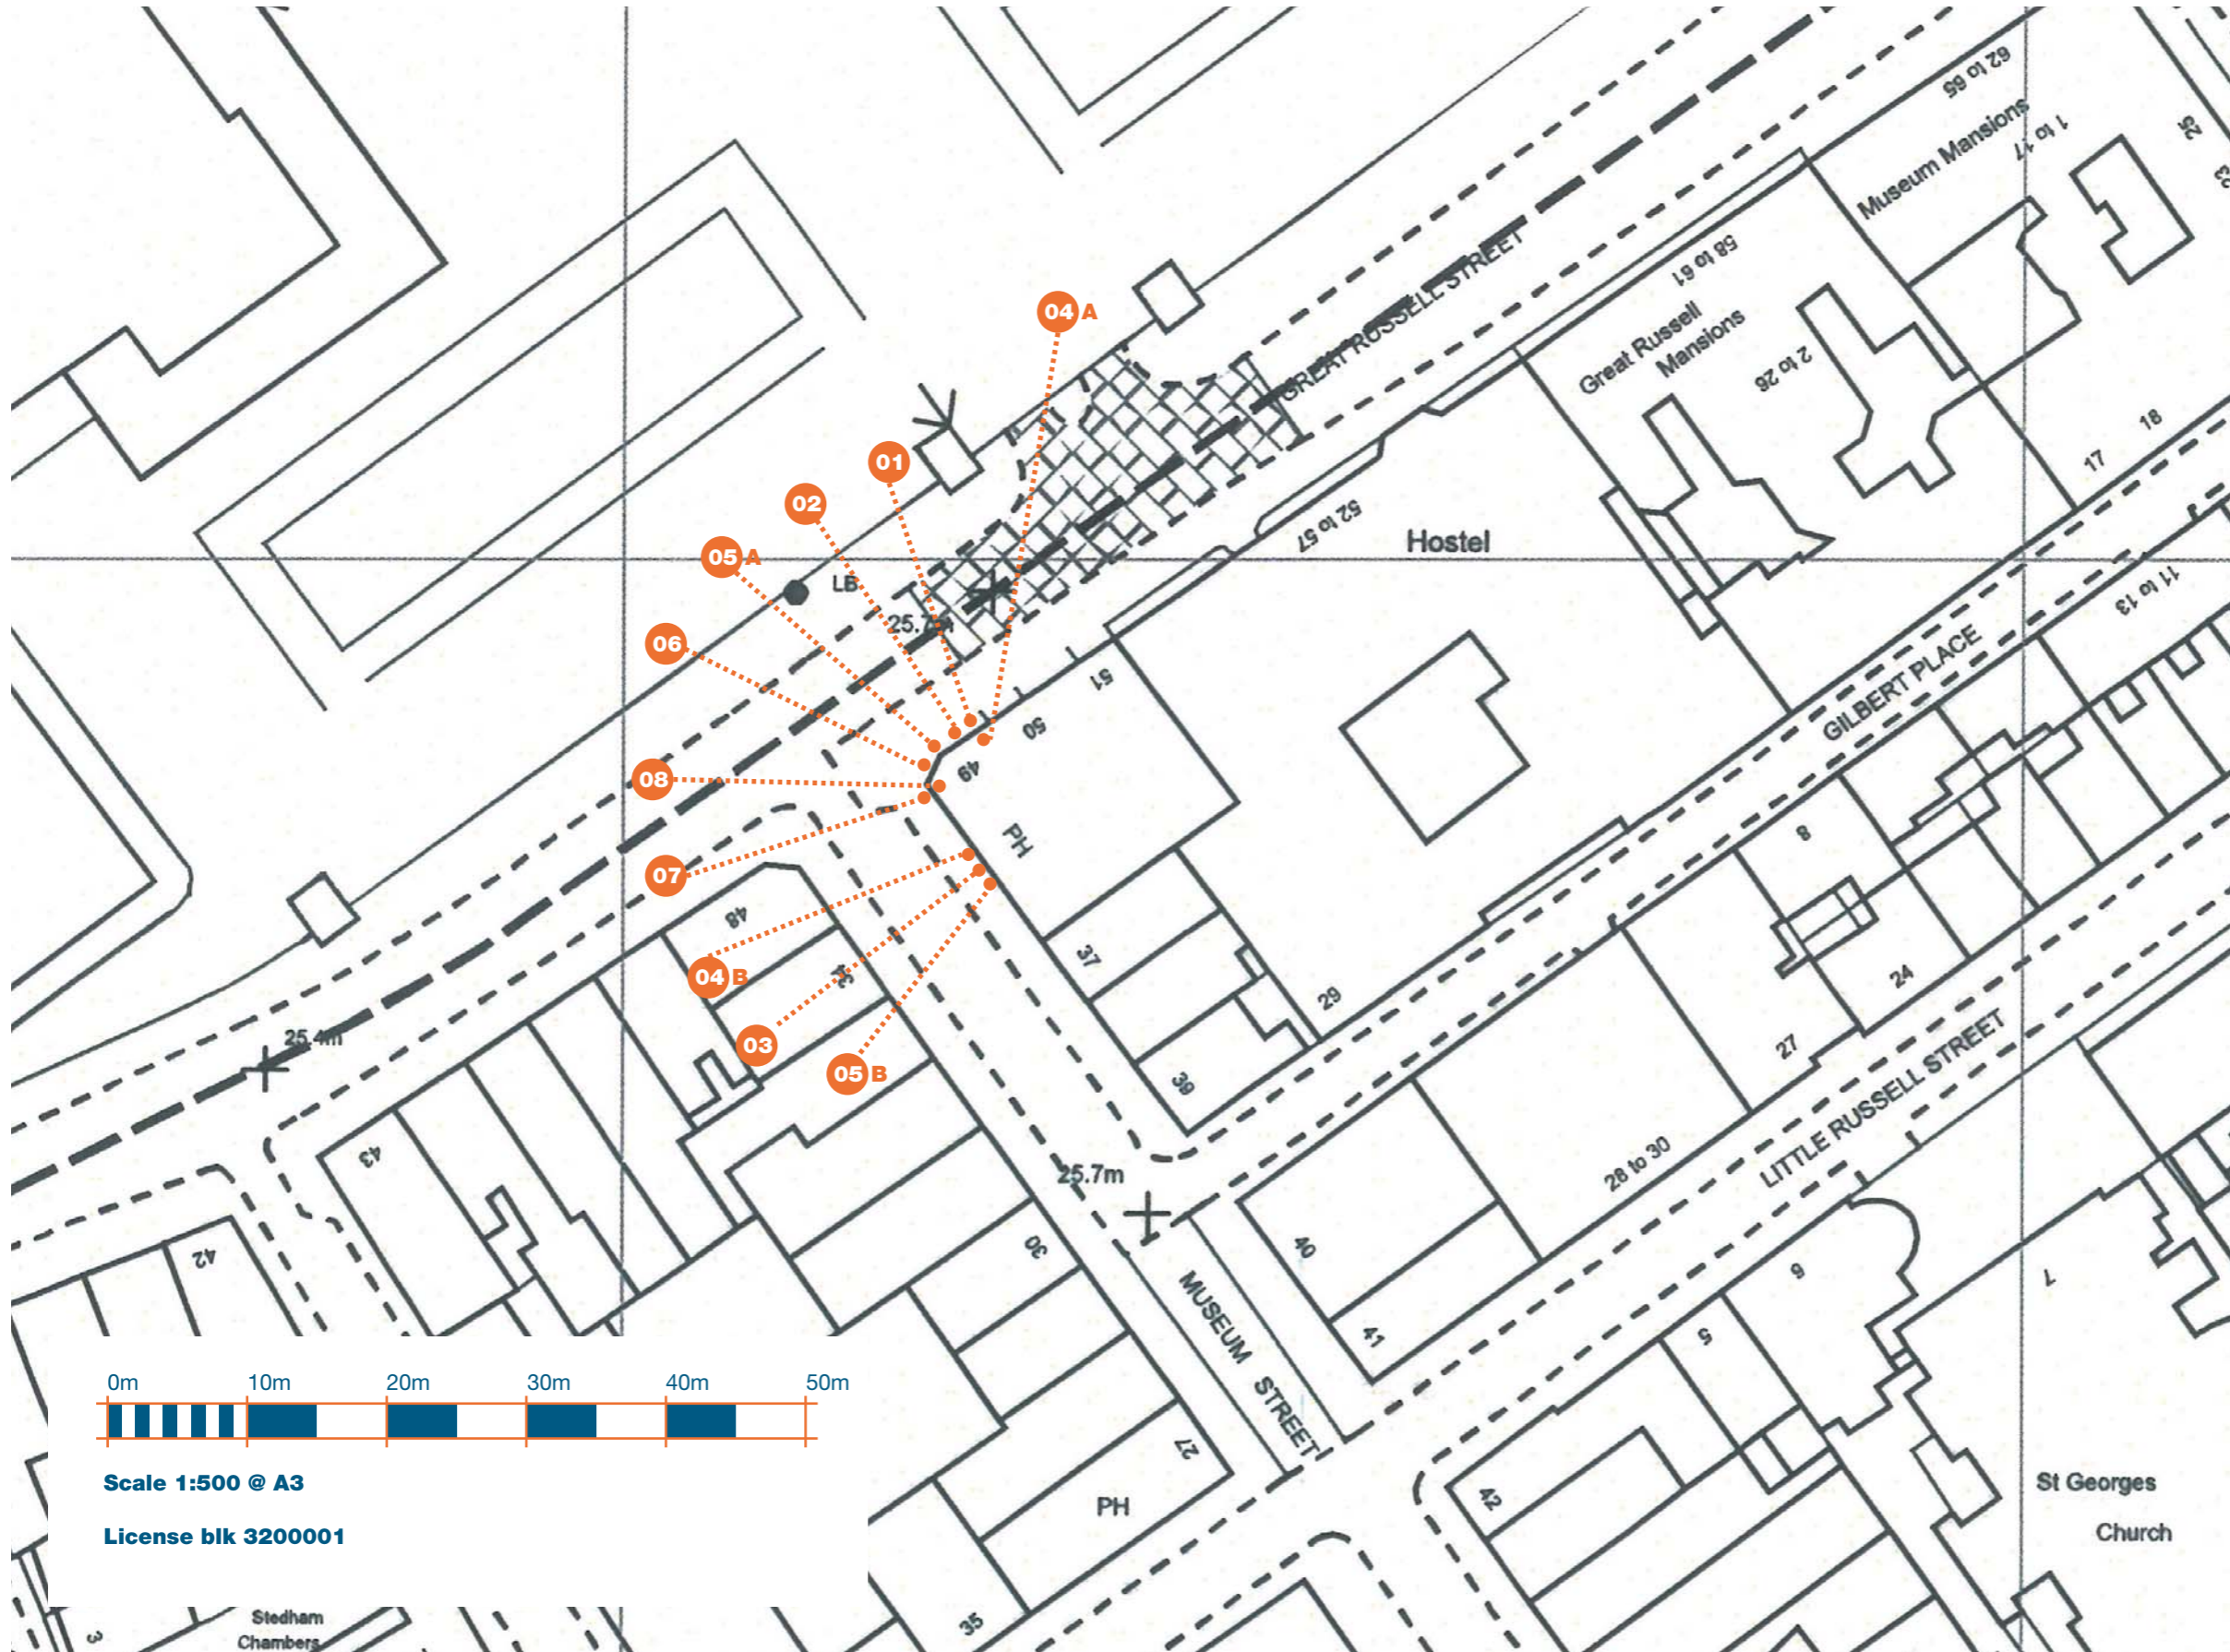 62 to 65
Museum Mansions
1 to 17
25
23
GREAT RUSSELL STREET
58 to 61
Great Russell
Mansions
2 to 26
04 A
01
02
05 A
06
08
07
04 B
03
05 B
LB
25.7m
52 to 57
Hostel
17
18
11 to 13
GILBERT PLACE
51
50
49
PH
37
39
29
8
24
27
LITTLE RUSSELL STREET
28 to 30
48
34
25.4m
43
42
25.7m
30
40
41
MUSEUM STREET
6
5
7
27
PH
42
St Georges
Church
35
0m
10m
20m
30m
40m
50m
Scale 1:500 @ A3
License blk 3200001
Stedham
Chambers
3